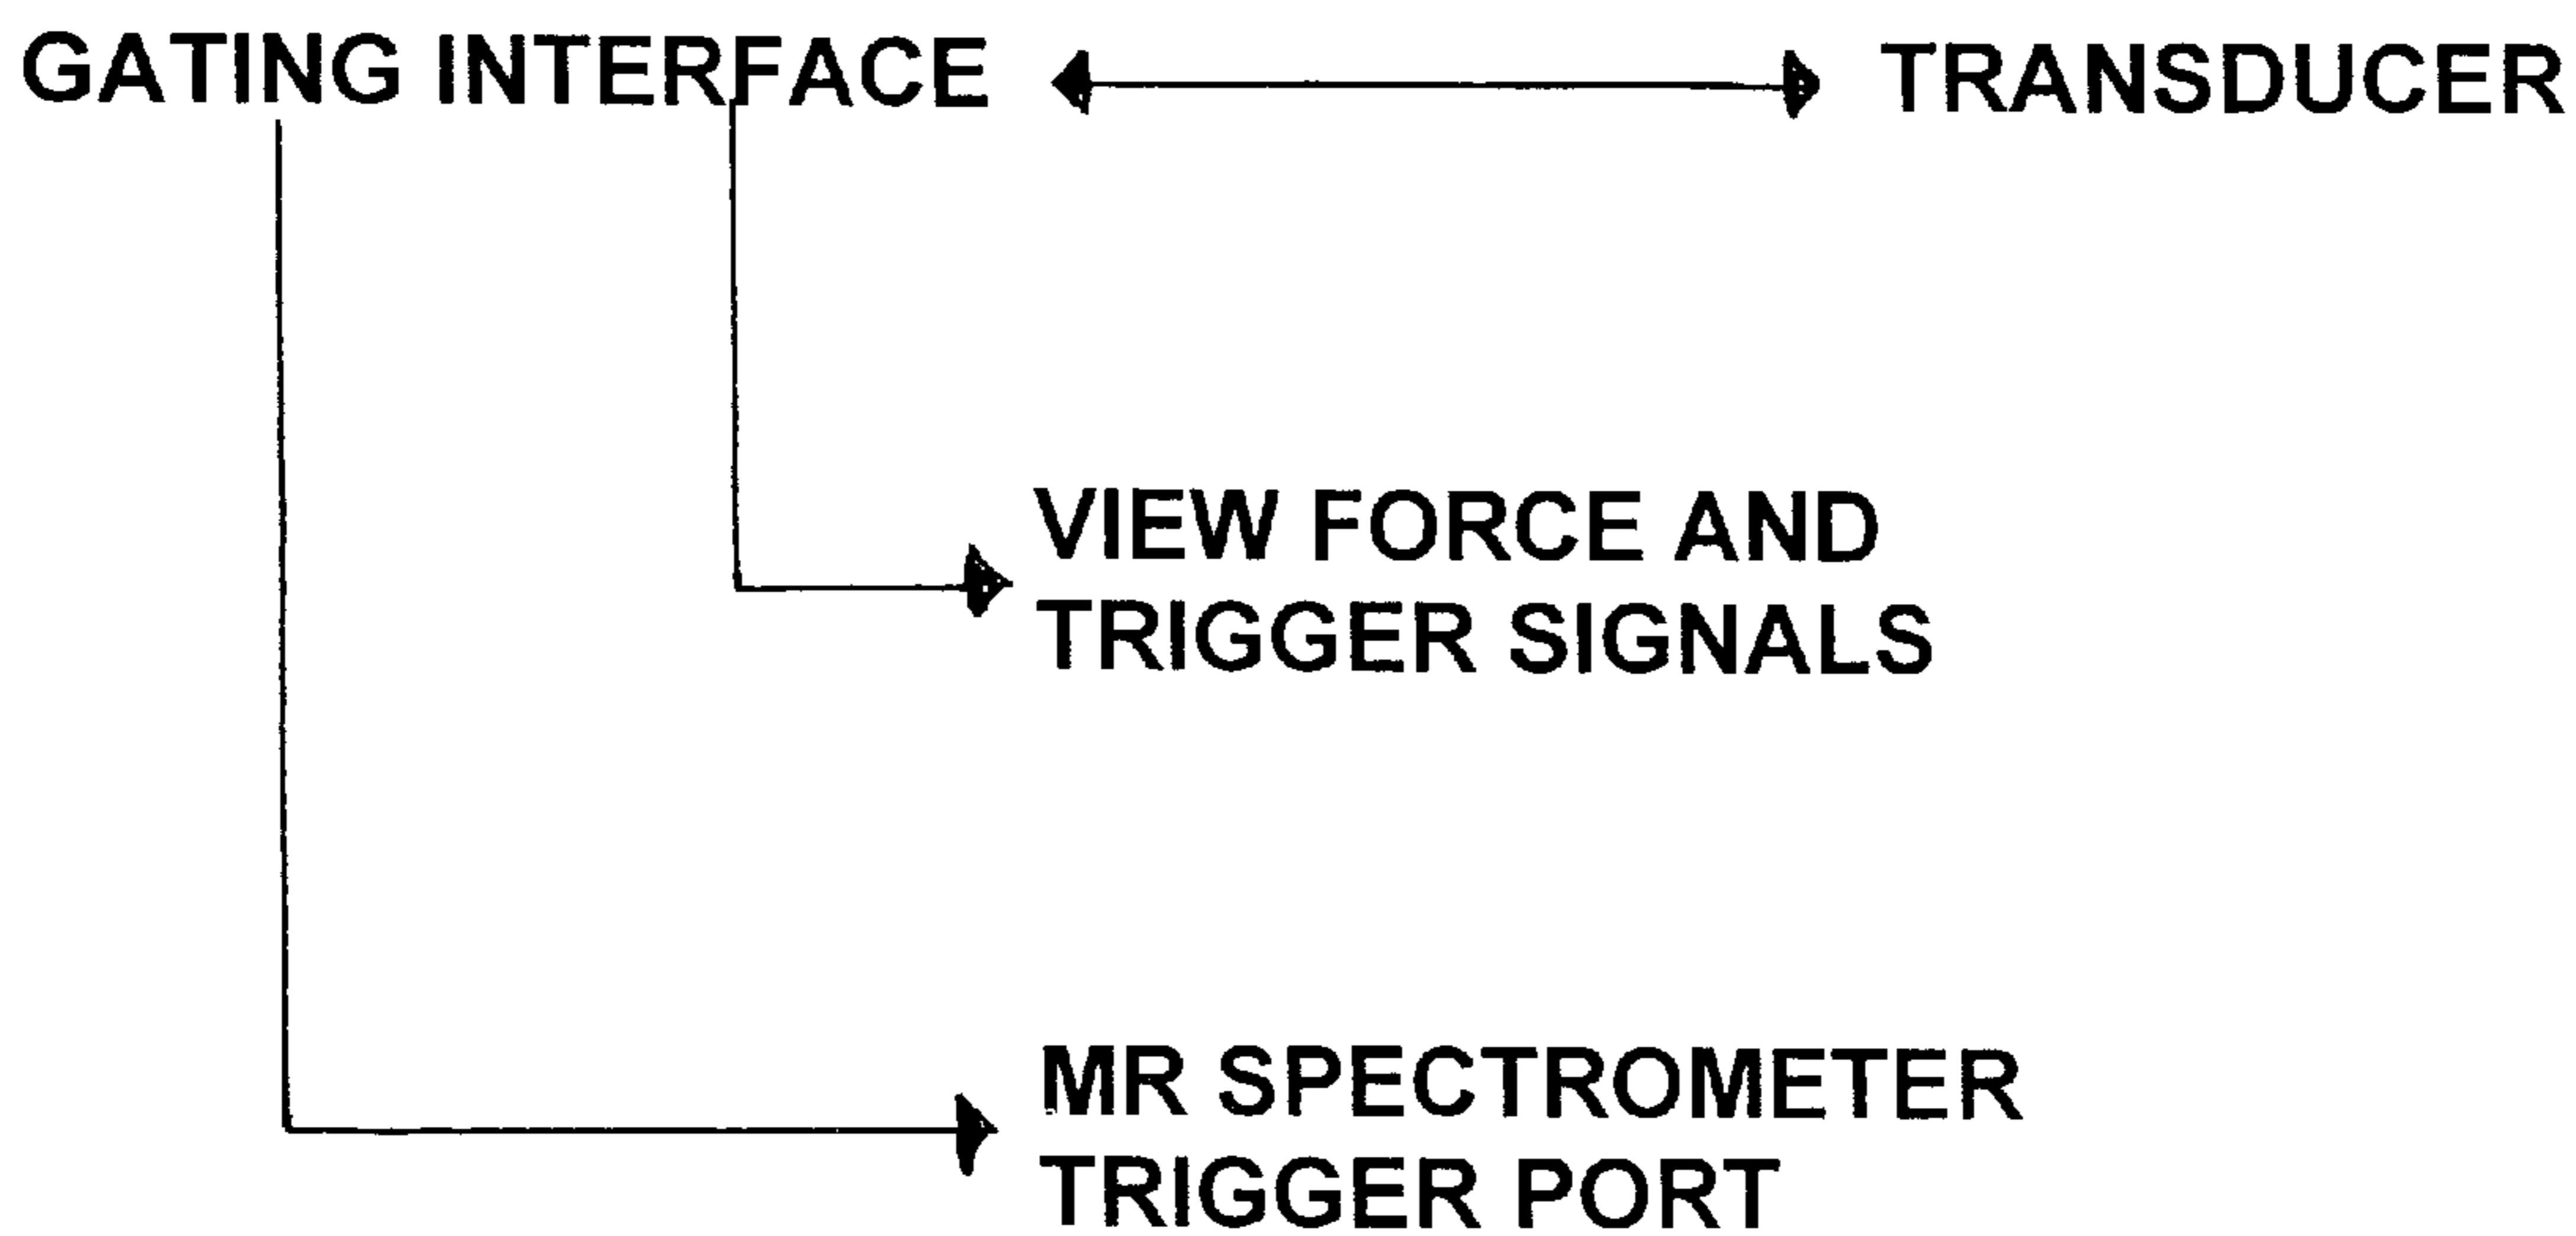 GATING INTERFACE TRANSDUCER
VIEW FORCE AND
TRIGGER SIGNALS
MR SPECTROMETER
TRIGGER PORT